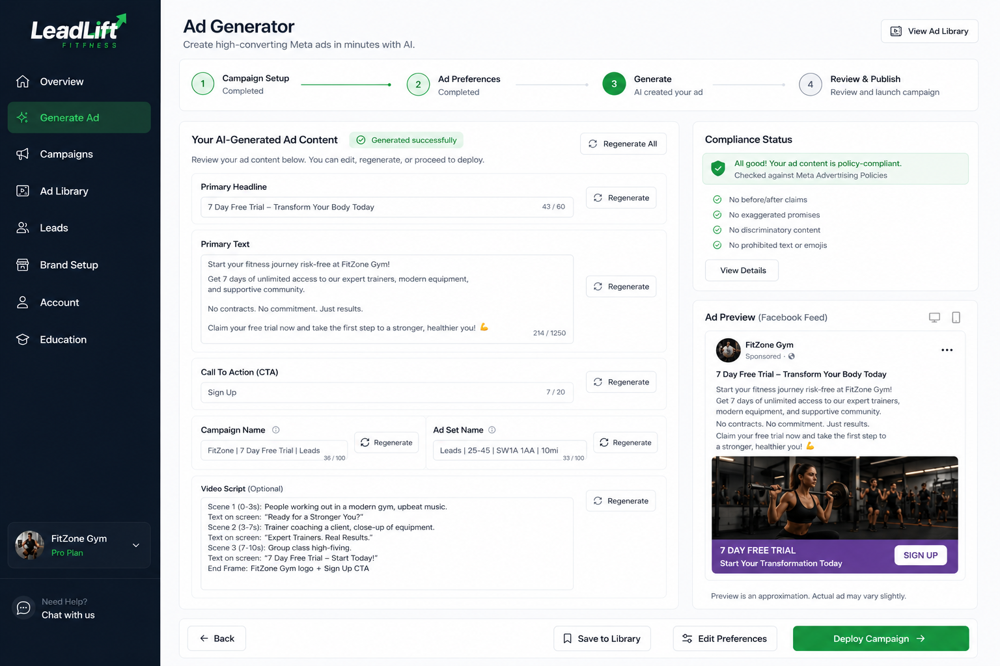 LeadLift
FITFNESS
Overview
Generate Ad
Campaigns
Ad Library
Leads
Brand Setup
Account
Education
FitZone Gym
Pro Plan
Need Help?
Chat with us
Ad Generator
Create high-converting Meta ads in minutes with AI.
View Ad Library
1
Campaign Setup
Completed
2
Ad Preferences
Completed
3
Generate
AI created your ad
4
Review & Publish
Review and launch campaign
Your AI-Generated Ad Content
Generated successfully
Regenerate All
Review your ad content below. You can edit, regenerate, or proceed to deploy.
Primary Headline
7 Day Free Trial – Transform Your Body Today
43 / 60
Regenerate
Primary Text
Start your fitness journey risk-free at FitZone Gym!
Get 7 days of unlimited access to our expert trainers, modern equipment,
and supportive community.
No contracts. No commitment. Just results.
Claim your free trial now and take the first step to a stronger, healthier you! 💪
214 / 1250
Regenerate
Call To Action (CTA)
Sign Up
7 / 20
Regenerate
Campaign Name
FitZone | 7 Day Free Trial | Leads
36 / 100
Regenerate
Ad Set Name
Leads | 25-45 | SW1A 1AA | 10mi
33 / 100
Regenerate
Video Script (Optional)
Scene 1 (0-3s): People working out in a modern gym, upbeat music.
Text on screen: "Ready for a Stronger You?"
Scene 2 (3-7s): Trainer coaching a client, close-up of equipment.
Text on screen: "Expert Trainers. Real Results."
Scene 3 (7-10s): Group class high-fiving.
Text on screen: "7 Day Free Trial – Start Today!"
End Frame: FitZone Gym logo + Sign Up CTA
Regenerate
Compliance Status
All good! Your ad content is policy-compliant.
Checked against Meta Advertising Policies
No before/after claims
No exaggerated promises
No discriminatory content
No prohibited text or emojis
View Details
Ad Preview (Facebook Feed)
FitZone Gym
Sponsored ·
7 Day Free Trial – Transform Your Body Today
Start your fitness journey risk-free at FitZone Gym!
Get 7 days of unlimited access to our expert trainers,
modern equipment, and supportive community.
No contracts. No commitment. Just results.
Claim your free trial now and take the first step to
a stronger, healthier you! 💪
7 DAY FREE TRIAL
Start Your Transformation Today
SIGN UP
Preview is an approximation. Actual ad may vary slightly.
Back
Save to Library
Edit Preferences
Deploy Campaign